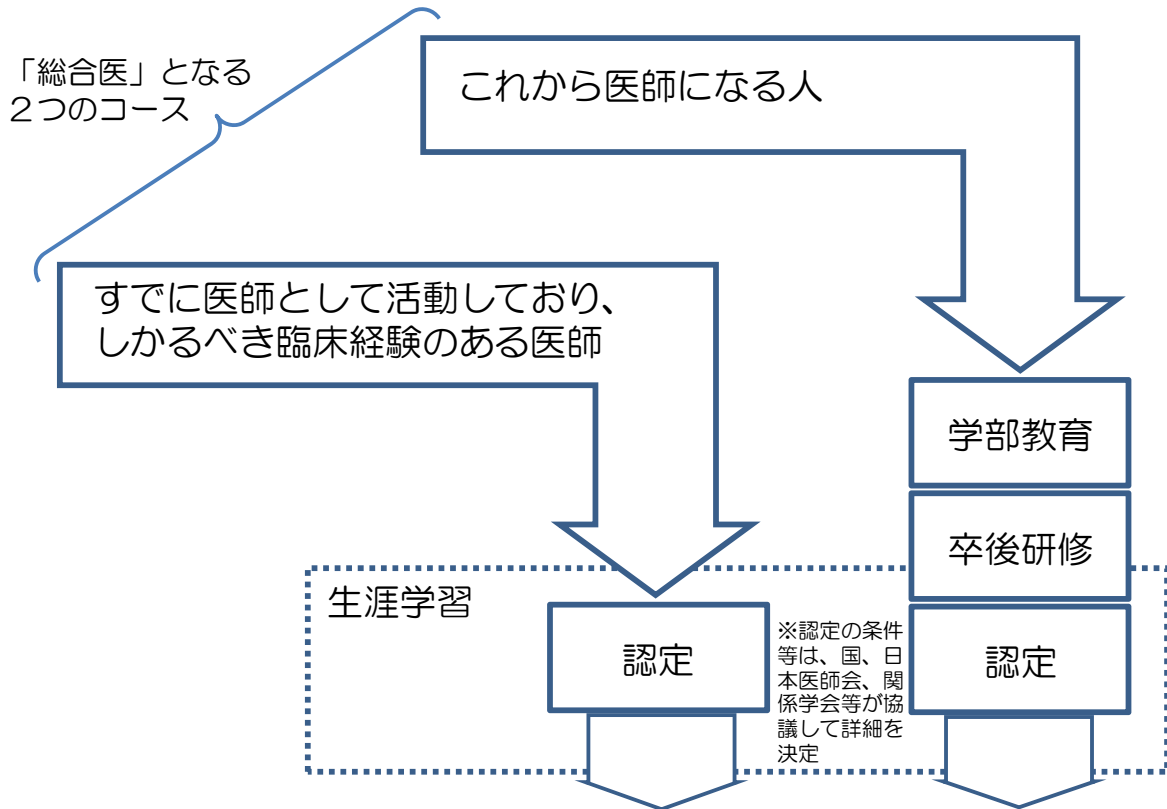 「総合医」となる
２つのコース
これから医師になる人
すでに医師として活動しており、
しかるべき臨床経験のある医師
学部教育
卒後研修
生涯学習
認定
※認定の条件
等は、国、日
本医師会、関
係学会等が協
議して詳細を
決定
認定